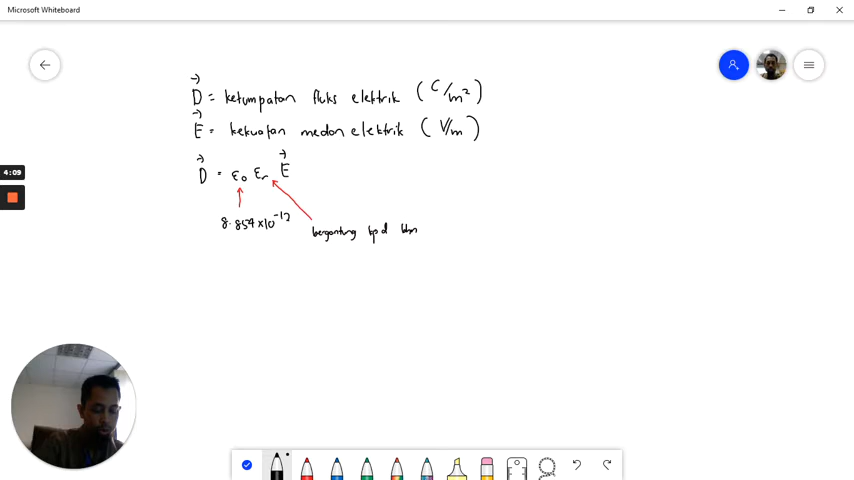 Microsoft Whiteboard
D⃗ = ketumpatan fluks elektrik (C/m²)
E⃗ = kekuatan medan elektrik (V/m)
D⃗ = ε₀ εᵣ E⃗
4:09
8.854×10⁻¹²
bergantung kpd bhn